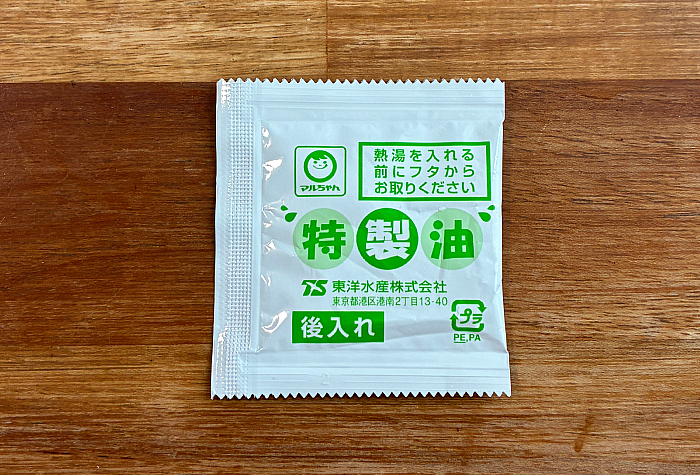 マルちゃん
熱湯を入れる
前にフタから
お取りください
特製油
TS 東洋水産株式会社
東京都港区港南2丁目13-40
後入れ
プラ
PE,PA